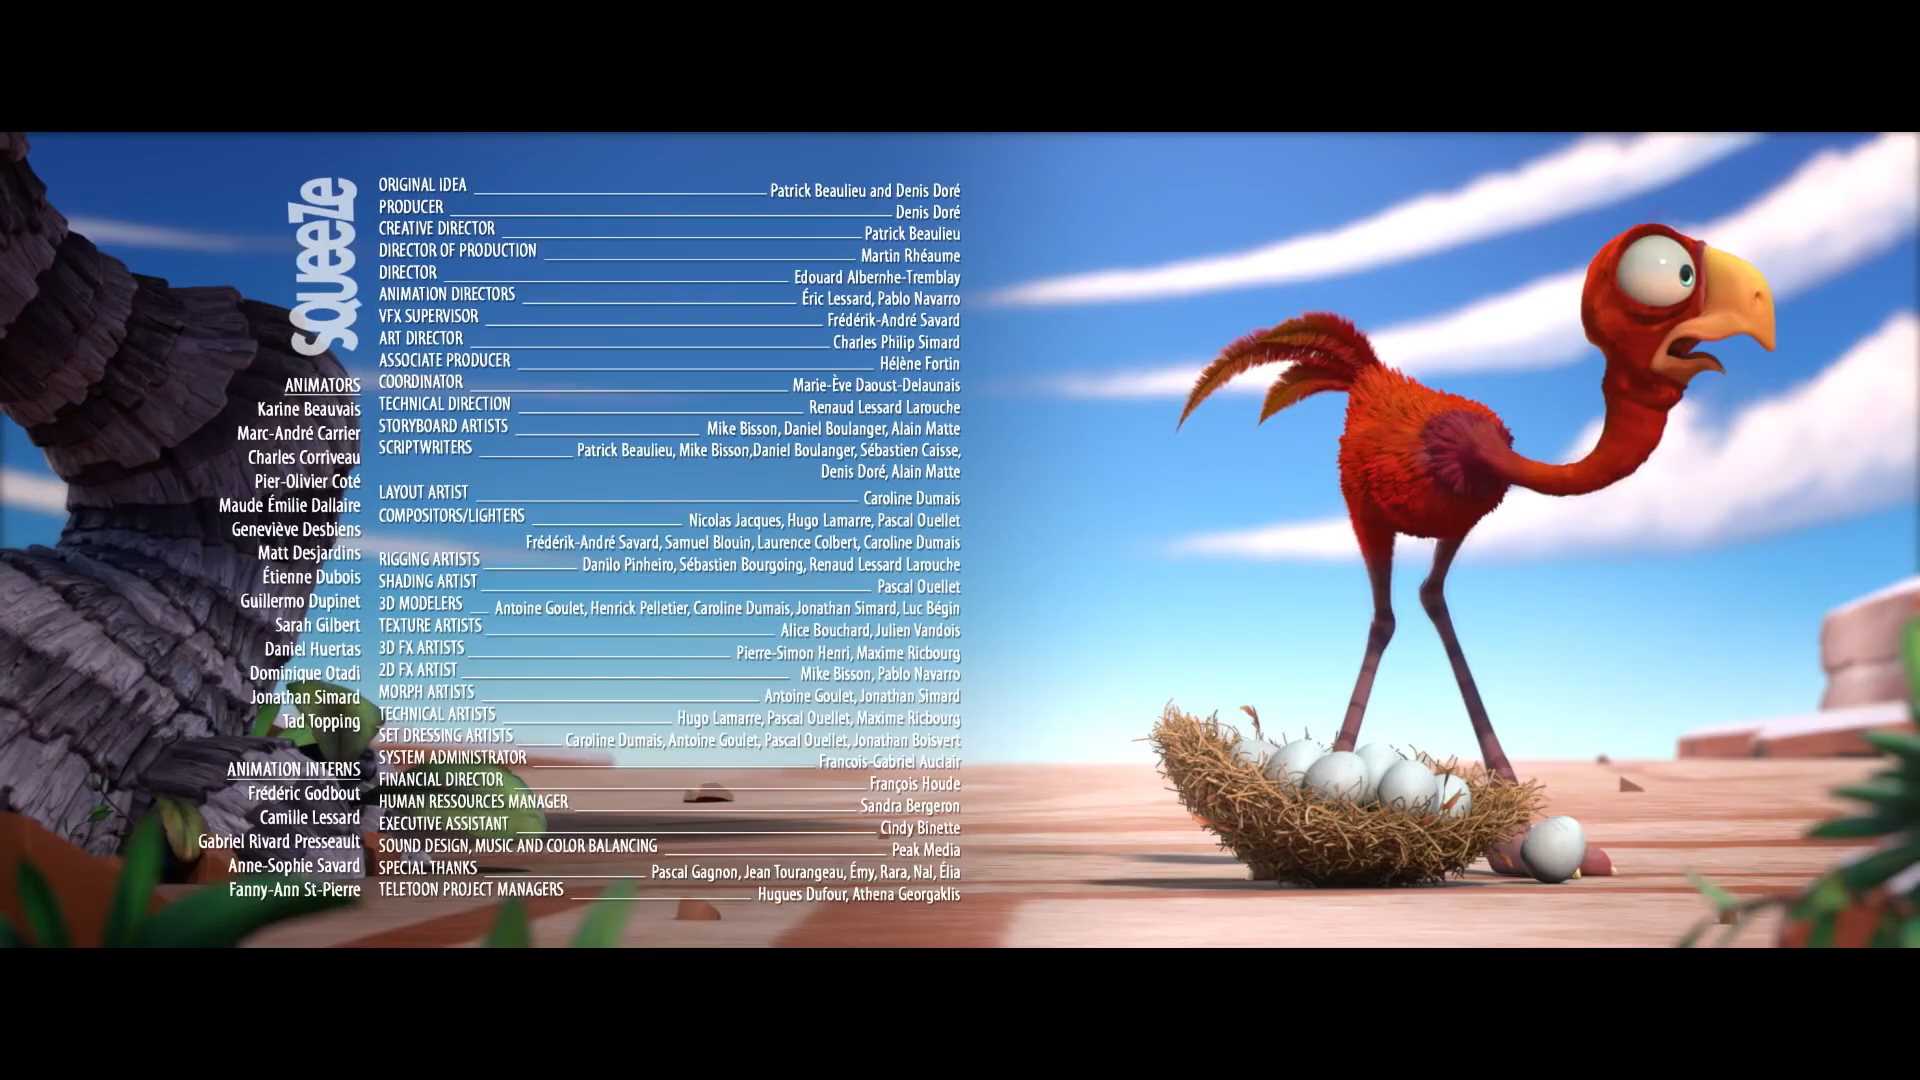 squeeze
ANIMATORS
Karine Beauvais
Marc-André Carrier
Charles Corriveau
Pier-Olivier Coté
Maude Émilie Dallaire
Geneviève Desbiens
Matt Desjardins
Étienne Dubois
Guillermo Dupinet
Sarah Gilbert
Daniel Huertas
Dominique Otadi
Jonathan Simard
Tad Topping
ANIMATION INTERNS
Frédéric Godbout
Camille Lessard
Gabriel Rivard Presseault
Anne-Sophie Savard
Fanny-Ann St-Pierre
ORIGINAL IDEA Patrick Beaulieu and Denis Doré
PRODUCER Denis Doré
CREATIVE DIRECTOR Patrick Beaulieu
DIRECTOR OF PRODUCTION Martin Rhéaume
DIRECTOR Edouard Albernhe-Tremblay
ANIMATION DIRECTORS Éric Lessard, Pablo Navarro
VFX SUPERVISOR Frédérik-André Savard
ART DIRECTOR Charles Philip Simard
ASSOCIATE PRODUCER Hélène Fortin
COORDINATOR Marie-Ève Daoust-Delaunais
TECHNICAL DIRECTION Renaud Lessard Larouche
STORYBOARD ARTISTS Mike Bisson, Daniel Boulanger, Alain Matte
SCRIPTWRITERS Patrick Beaulieu, Mike Bisson,Daniel Boulanger, Sébastien Caisse,
Denis Doré, Alain Matte
LAYOUT ARTIST Caroline Dumais
COMPOSITORS/LIGHTERS Nicolas Jacques, Hugo Lamarre, Pascal Ouellet
Frédérik-André Savard, Samuel Blouin, Laurence Colbert, Caroline Dumais
RIGGING ARTISTS Danilo Pinheiro, Sébastien Bourgoing, Renaud Lessard Larouche
SHADING ARTIST Pascal Ouellet
3D MODELERS Antoine Goulet, Henrick Pelletier, Caroline Dumais, Jonathan Simard, Luc Bégin
TEXTURE ARTISTS Alice Bouchard, Julien Vandois
3D FX ARTISTS Pierre-Simon Henri, Maxime Ricbourg
2D FX ARTIST Mike Bisson, Pablo Navarro
MORPH ARTISTS Antoine Goulet, Jonathan Simard
TECHNICAL ARTISTS Hugo Lamarre, Pascal Ouellet, Maxime Ricbourg
SET DRESSING ARTISTS Caroline Dumais, Antoine Goulet, Pascal Ouellet, Jonathan Boisvert
SYSTEM ADMINISTRATOR Francois-Gabriel Auclair
FINANCIAL DIRECTOR François Houde
HUMAN RESSOURCES MANAGER Sandra Bergeron
EXECUTIVE ASSISTANT Cindy Binette
SOUND DESIGN, MUSIC AND COLOR BALANCING Peak Media
SPECIAL THANKS Pascal Gagnon, Jean Tourangeau, Émy, Rara, Nal, Élia
TELETOON PROJECT MANAGERS Hugues Dufour, Athena Georgaklis